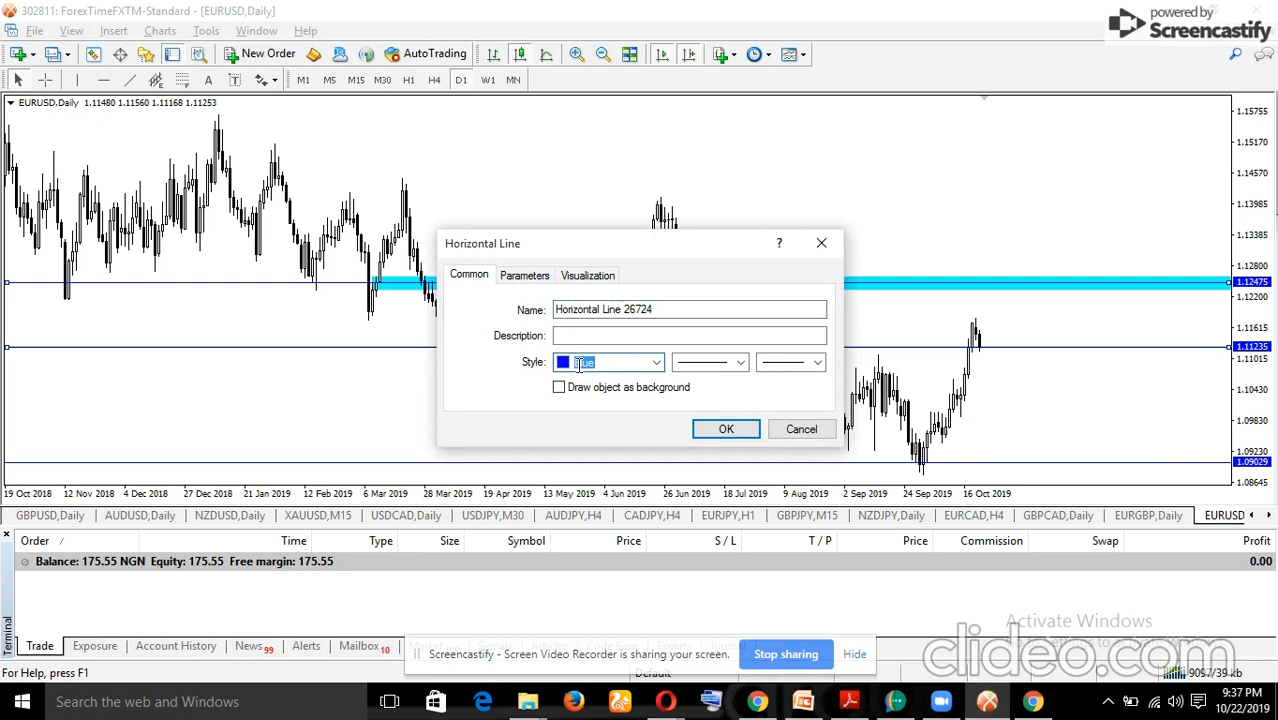 302811: ForexTimeFXTM-Standard - [EURUSD,Daily]
powered by
Screencastify
File View Insert Charts Tools Window Help
New Order AutoTrading
M1 M5 M15 M30 H1 H4 D1 W1 MN
EURUSD,Daily 1.11480 1.11560 1.11168 1.11253
1.15755
1.15170
1.14570
1.13985
1.13385
1.12800
1.12475
1.12200
1.11615
1.11235
1.11015
1.10430
1.09830
1.09230
1.09029
1.08645
Horizontal Line
Common Parameters Visualization
Name: Horizontal Line 26724
Description:
Style: Blue
Draw object as background
OK Cancel
19 Oct 2018 12 Nov 2018 4 Dec 2018 27 Dec 2018 21 Jan 2019 12 Feb 2019 6 Mar 2019 28 Mar 2019 19 Apr 2019 13 May 2019 4 Jun 2019 26 Jun 2019 18 Jul 2019 9 Aug 2019 2 Sep 2019 24 Sep 2019 16 Oct 2019
GBPUSD,Daily AUDUSD,Daily NZDUSD,Daily XAUUSD,M15 USDCAD,Daily USDJPY,M30 AUDJPY,H4 CADJPY,H4 EURJPY,H1 GBPJPY,M15 NZDJPY,Daily EURCAD,H4 GBPCAD,Daily EURGBP,Daily EURUSD
Order Time Type Size Symbol Price S / L T / P Price Commission Swap Profit
Balance: 175.55 NGN Equity: 175.55 Free margin: 175.55 0.00
Terminal
Trade Exposure Account History News 99 Alerts Mailbox 10
Activate Windows
clideo.com
Screencastify - Screen Video Recorder is sharing your screen. Stop sharing Hide
For Help, press F1 Default
Search the web and Windows
9:37 PM
10/22/2019